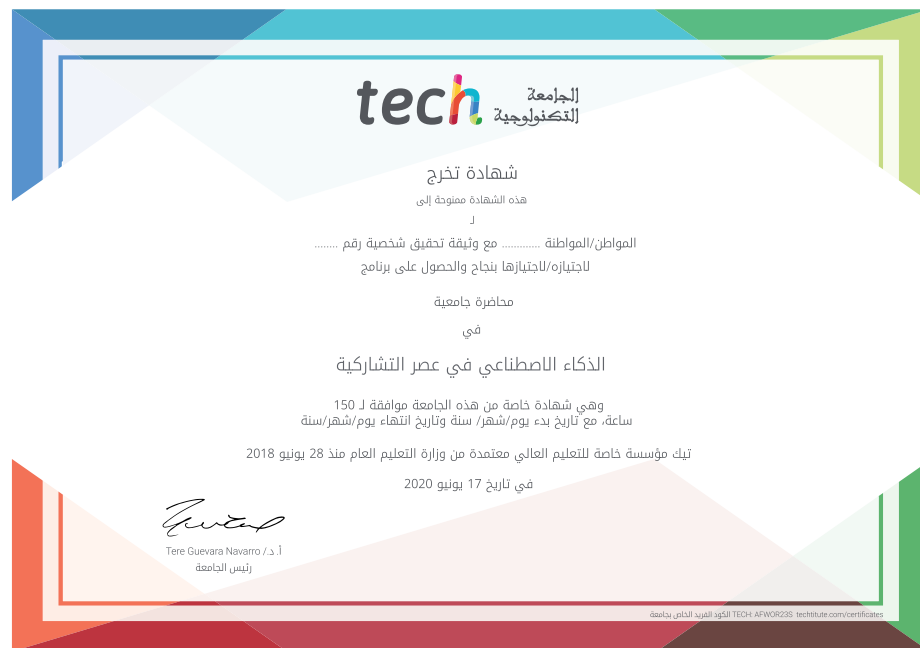 tech الجامعة
التكنولوجية
شهادة تخرج
هذه الشهادة ممنوحة إلى
لـ
المواطن/المواطنة ............ مع وثيقة تحقيق شخصية رقم ........
لاجتيازه/لاجتيازها بنجاح والحصول على برنامج
محاضرة جامعية
في
الذكاء الاصطناعي في عصر التشاركية
وهي شهادة خاصة من هذه الجامعة موافقة لـ 150
ساعة، مع تاريخ بدء يوم/شهر/ سنة وتاريخ انتهاء يوم/شهر/سنة
تيك مؤسسة خاصة للتعليم العالي معتمدة من وزارة التعليم العام منذ 28 يونيو 2018
في تاريخ 17 يونيو 2020
أ. د./ Tere Guevara Navarro
رئيس الجامعة
الكود الفريد الخاص بجامعة TECH: AFWOR23S techtitute.com/certificates